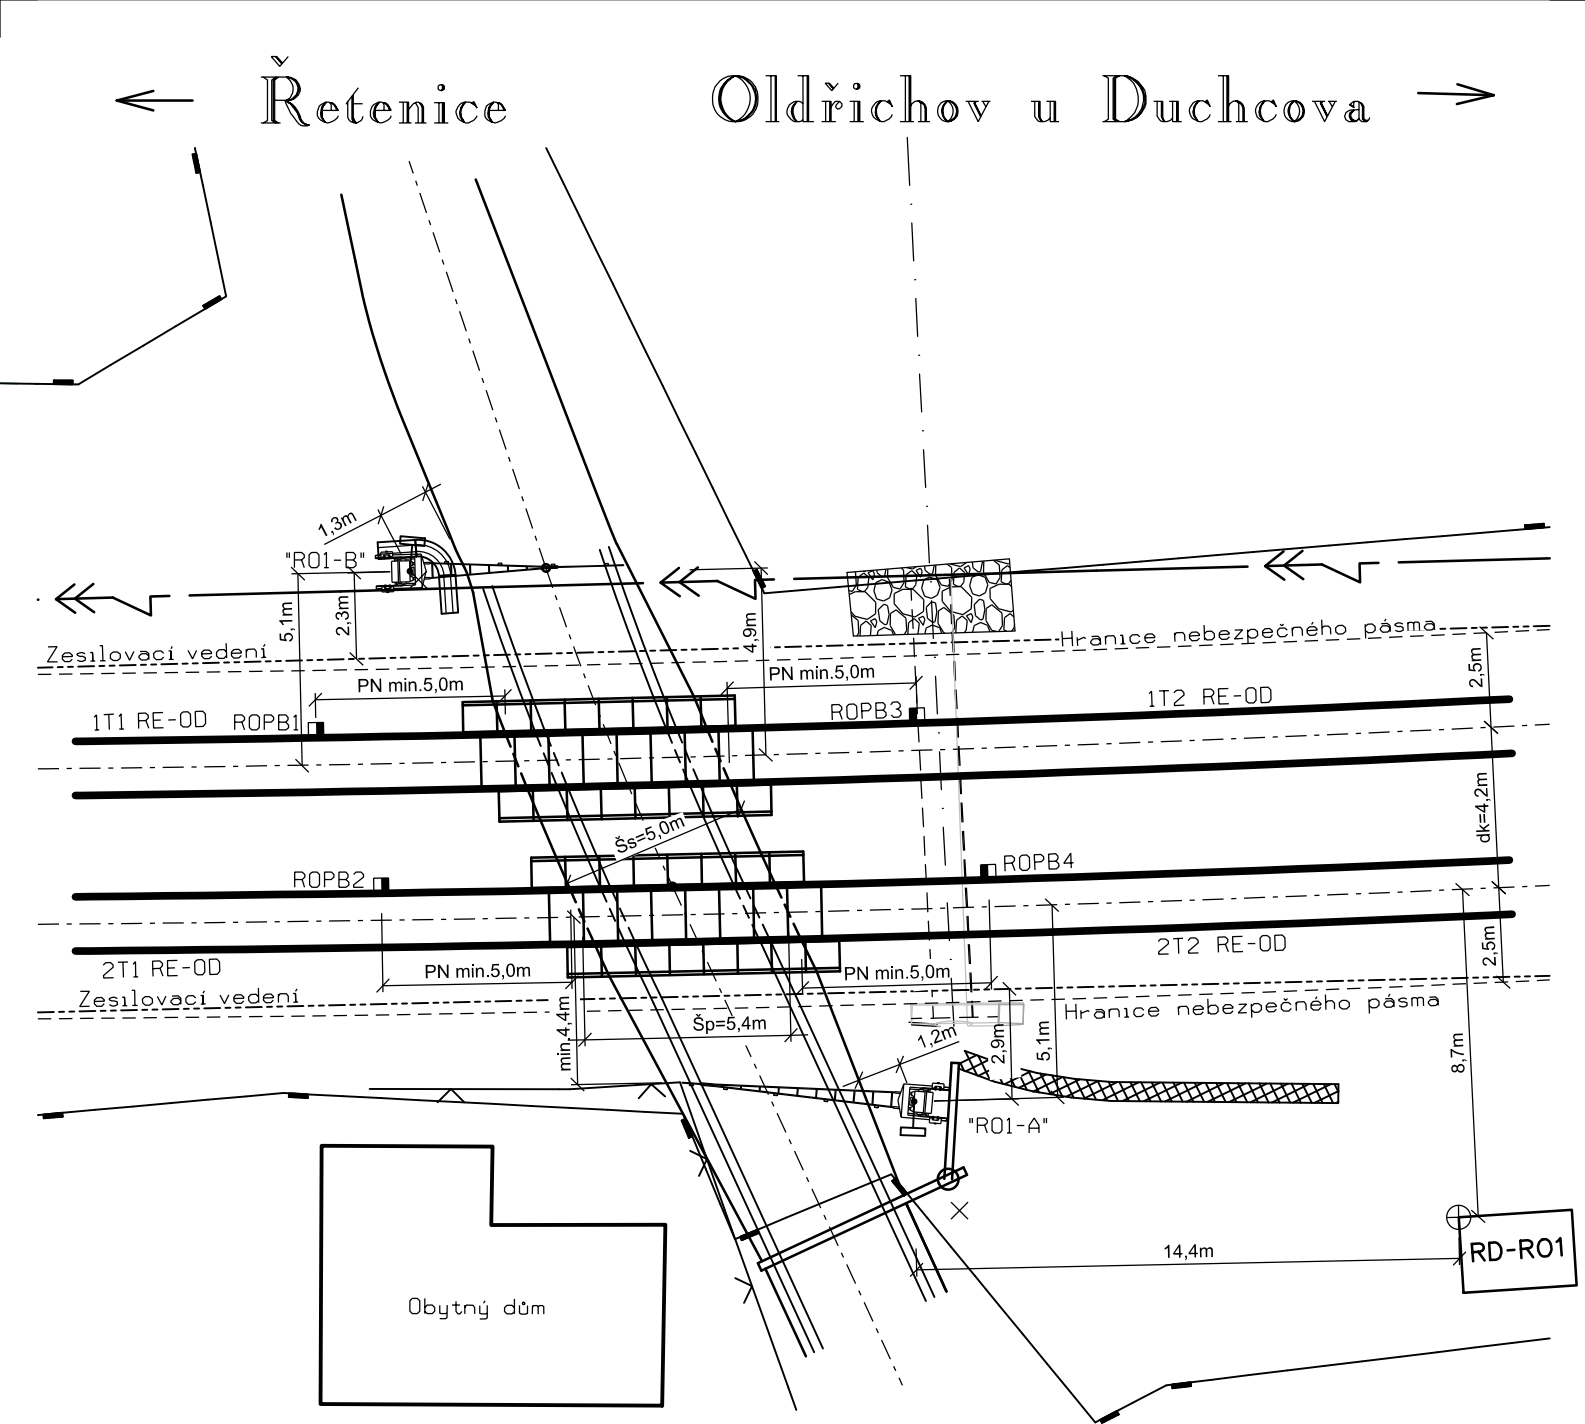 Řetenice
Oldřichov u Duchcova
1,3m
"RO1-B"
5,1m
2,3m
4,9m
Zesilovací vedení
Hranice nebezpečného pásma
2,5m
PN min.5,0m
PN min.5,0m
1T1 RE-OD
ROPB1
ROPB3
1T2 RE-OD
dk=4,2m
Šs=5,0m
ROPB2
ROPB4
2T1 RE-OD
2T2 RE-OD
2,5m
PN min.5,0m
PN min.5,0m
Zesilovací vedení
Hranice nebezpečného pásma
min.4,4m
Šp=5,4m
1,2m
2,9m
5,1m
8,7m
"RO1-A"
14,4m
RD-RO1
Obytný dům